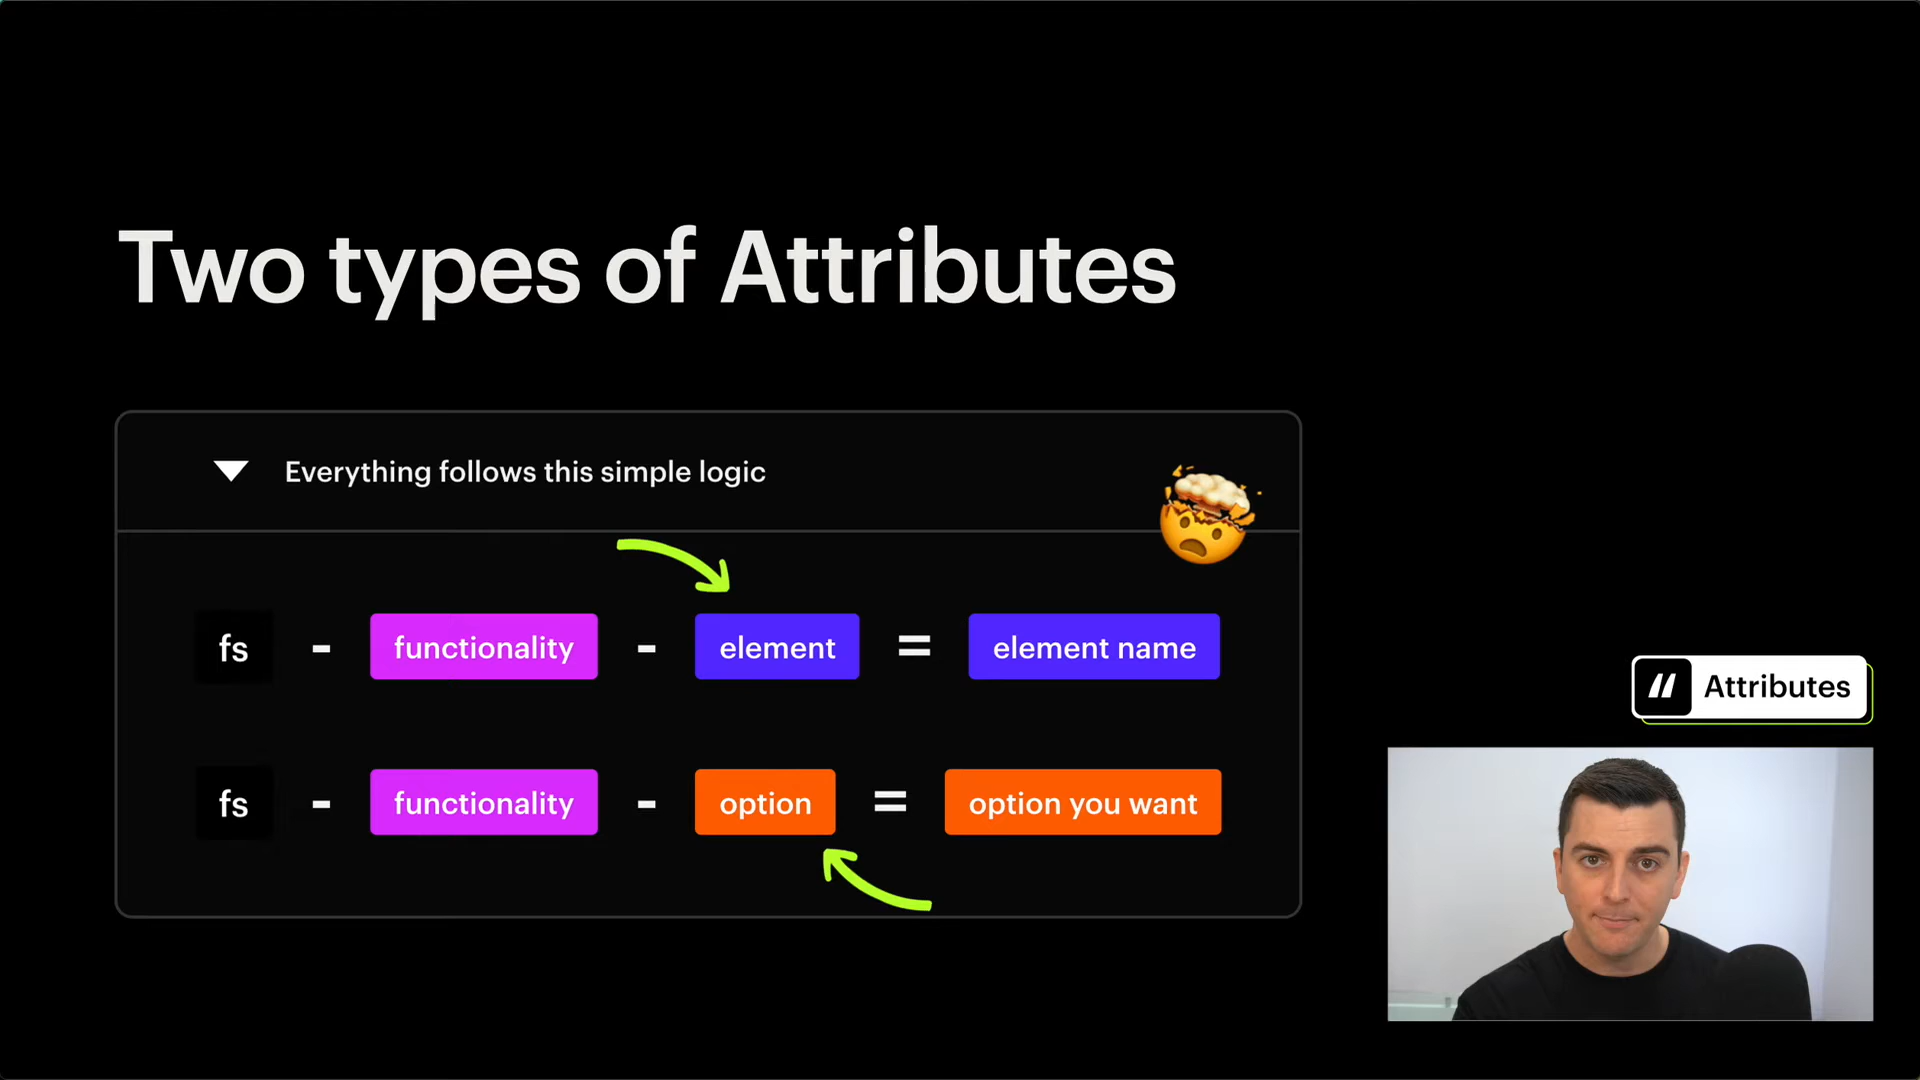 Two types of Attributes
Everything follows this simple logic
fs - functionality - element = element name
fs - functionality - option = option you want
Attributes